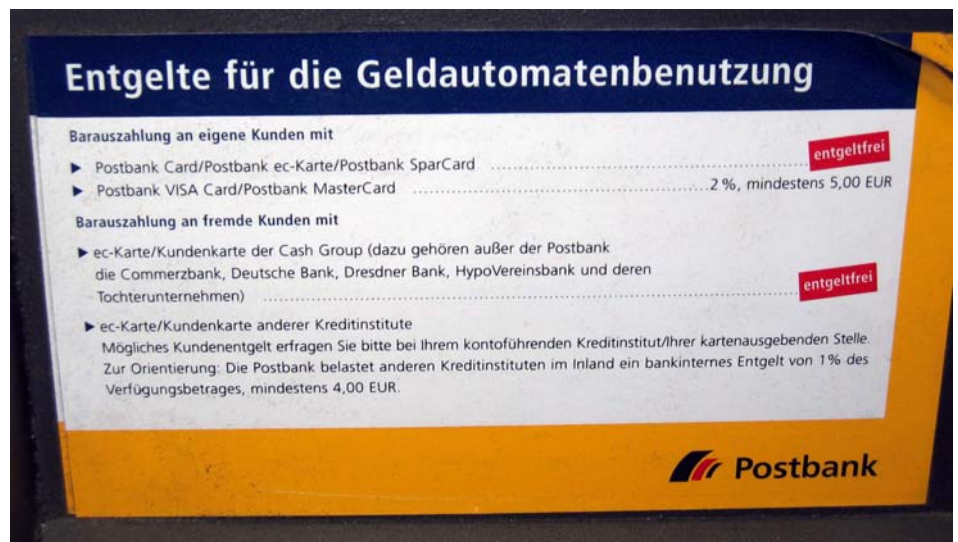 Entgelte für die Geldautomatenbenutzung
Barauszahlung an eigene Kunden mit
► Postbank Card/Postbank ec-Karte/Postbank SparCard ........ entgeltfrei
► Postbank VISA Card/Postbank MasterCard ........ 2 %, mindestens 5,00 EUR
Barauszahlung an fremde Kunden mit
► ec-Karte/Kundenkarte der Cash Group (dazu gehören außer der Postbank
die Commerzbank, Deutsche Bank, Dresdner Bank, HypoVereinsbank und deren
Tochterunternehmen) ........ entgeltfrei
► ec-Karte/Kundenkarte anderer Kreditinstitute
Mögliches Kundenentgelt erfragen Sie bitte bei Ihrem kontoführenden Kreditinstitut/Ihrer kartenausgebenden Stelle.
Zur Orientierung: Die Postbank belastet anderen Kreditinstituten im Inland ein bankinternes Entgelt von 1 % des
Verfügungsbetrages, mindestens 4,00 EUR.
Postbank